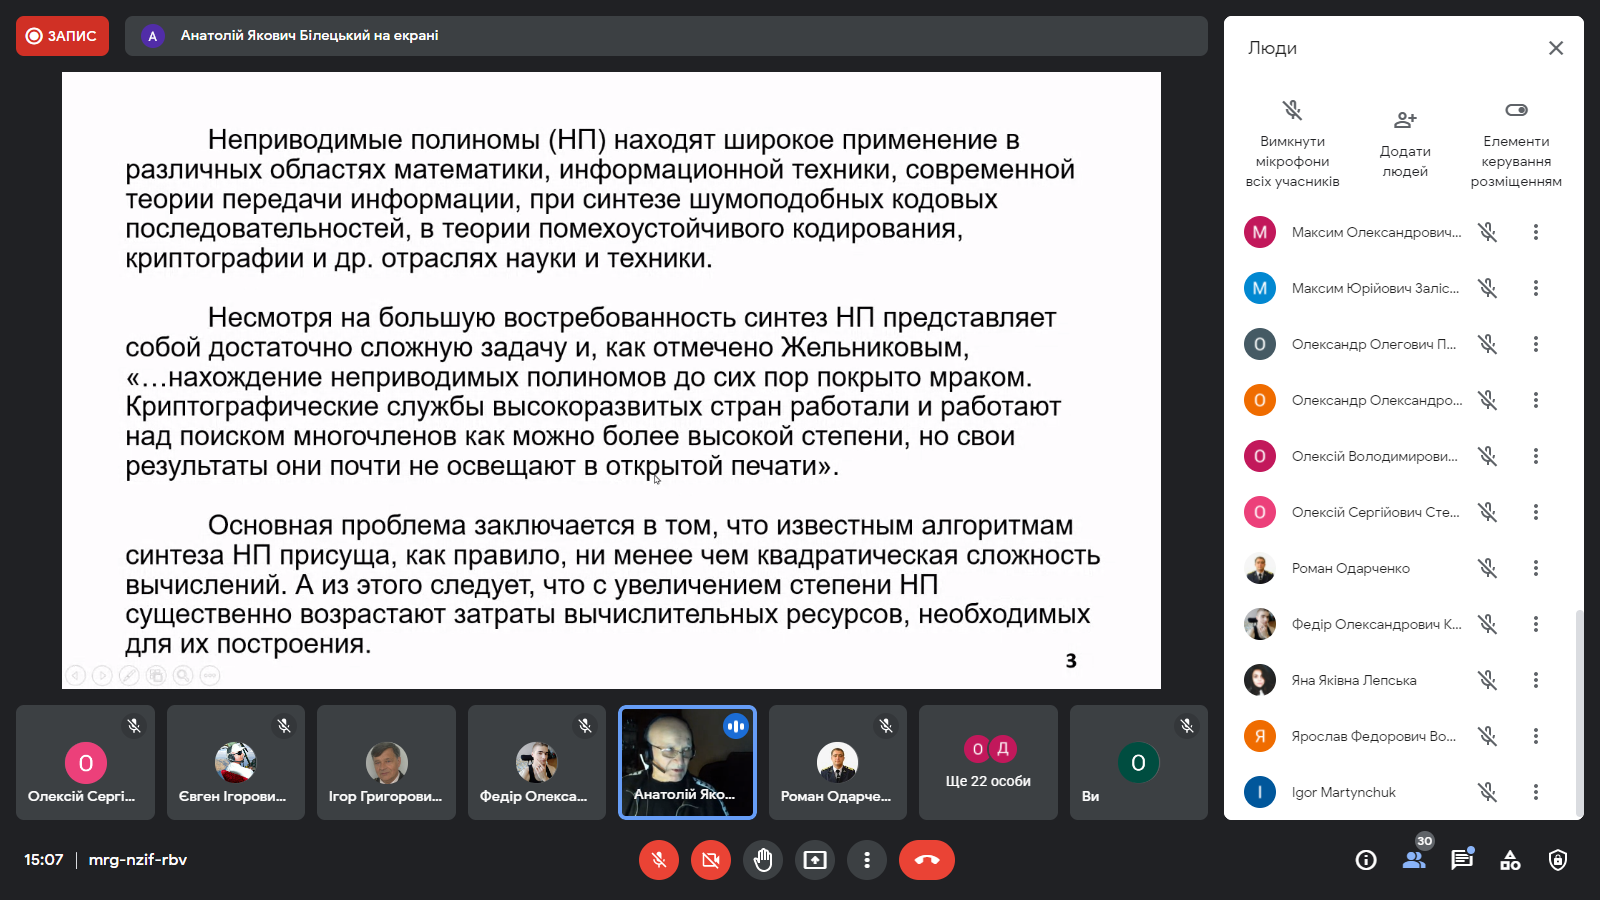 ЗАПИС
А
Анатолій Якович Білецький на екрані
Неприводимые полиномы (НП) находят широкое применение в
различных областях математики, информационной техники, современной
теории передачи информации, при синтезе шумоподобных кодовых
последовательностей, в теории помехоустойчивого кодирования,
криптографии и др. отраслях науки и техники.
Несмотря на большую востребованность синтез НП представляет
собой достаточно сложную задачу и, как отмечено Жельниковым,
«…нахождение неприводимых полиномов до сих пор покрыто мраком.
Криптографические службы высокоразвитых стран работали и работают
над поиском многочленов как можно более высокой степени, но свои
результаты они почти не освещают в открытой печати».
Основная проблема заключается в том, что известным алгоритмам
синтеза НП присуща, как правило, ни менее чем квадратическая сложность
вычислений. А из этого следует, что с увеличением степени НП
существенно возрастают затраты вычислительных ресурсов, необходимых
для их построения.
3
О
Олексій Сергі...
Євген Ігорови...
Ігор Григорови...
Федір Олекса...
Анатолій Яко...
Роман Одарче...
О Д
Ще 22 особи
О
Ви
15:07 | mrg-nzif-rbv
30
Люди
Вимкнути
мікрофони
всіх учасників
Додати
людей
Елементи
керування
розміщенням
М
Максим Олександрович...
М
Максим Юрійович Заліс...
О
Олександр Олегович П...
О
Олександр Олександро...
О
Олексій Володимирови...
О
Олексій Сергійович Сте...
Роман Одарченко
Федір Олександрович К...
Яна Яківна Лепська
Я
Ярослав Федорович Во...
I
Igor Martynchuk